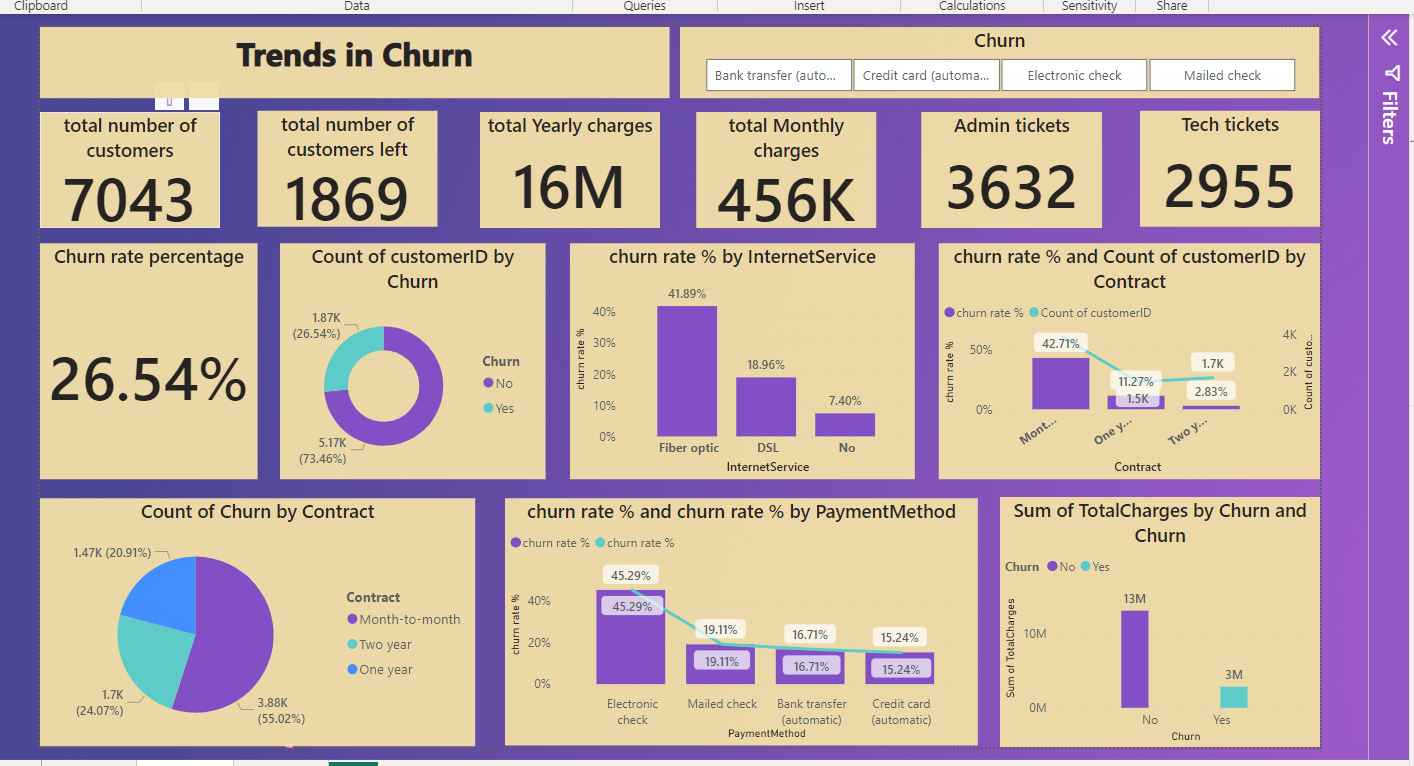 Clipboard
Data
Queries
Insert
Calculations
Sensitivity
Share
Trends in Churn
Churn
Bank transfer (auto...
Credit card (automa...
Electronic check
Mailed check
Filters
total number of
customers
7043
total number of
customers left
1869
total Yearly charges
16M
total Monthly
charges
456K
Admin tickets
3632
Tech tickets
2955
Churn rate percentage
26.54%
Count of customerID by
Churn
1.87K
(26.54%)
5.17K
(73.46%)
Churn
No
Yes
churn rate % by InternetService
churn rate %
40%
30%
20%
10%
0%
41.89%
18.96%
7.40%
Fiber optic
DSL
No
InternetService
churn rate % and Count of customerID by
Contract
churn rate %
Count of customerID
churn rate %
50%
0%
42.71%
11.27%
1.5K
1.7K
2.83%
4K
2K
0K
Count of custo...
Mont...
One y...
Two y...
Contract
Count of Churn by Contract
1.47K (20.91%)
1.7K
(24.07%)
3.88K
(55.02%)
Contract
Month-to-month
Two year
One year
churn rate % and churn rate % by PaymentMethod
churn rate %
churn rate %
churn rate %
40%
20%
0%
45.29%
45.29%
19.11%
19.11%
16.71%
16.71%
15.24%
15.24%
Electronic
check
Mailed check
Bank transfer
(automatic)
Credit card
(automatic)
PaymentMethod
Sum of TotalCharges by Churn and
Churn
Churn
No
Yes
Sum of TotalCharges
10M
0M
13M
3M
No
Yes
Churn